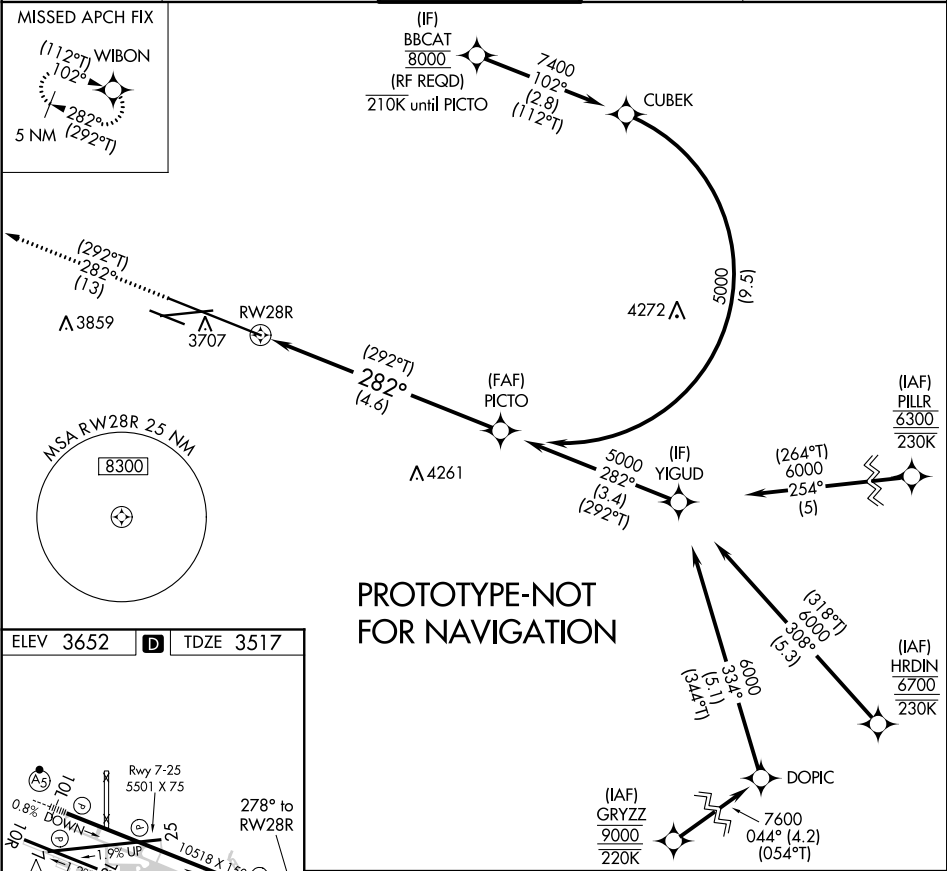 MISSED APCH FIX
WIBON
(112°T)
102°
282°
(292°T)
5 NM
(IF)
BBCAT
8000
(RF REQD)
210K until PICTO
7400
102°
(2.8)
(112°T)
CUBEK
5000
(9.5)
4272
(292°T)
282°
(13)
3859
3707
RW28R
(292°T)
282°
(4.6)
(FAF)
PICTO
4261
5000
282°
(3.4)
(292°T)
(IF)
YIGUD
(IAF)
PILLR
6300
230K
(264°T)
6000
254°
(5)
MSA RW28R 25 NM
8300
PROTOTYPE-NOT
FOR NAVIGATION
(318°T)
6000
308°
(5.3)
(IAF)
HRDIN
6700
230K
6000
334°
(5.1)
(344°T)
DOPIC
(IAF)
GRYZZ
9000
220K
7600
044° (4.2)
(054°T)
ELEV 3652
D
TDZE 3517
A5
10L
P
Rwy 7-25
5501 X 75
278° to
RW28R
0.8% DOWN
P
P
25
10R
1.9% UP
7